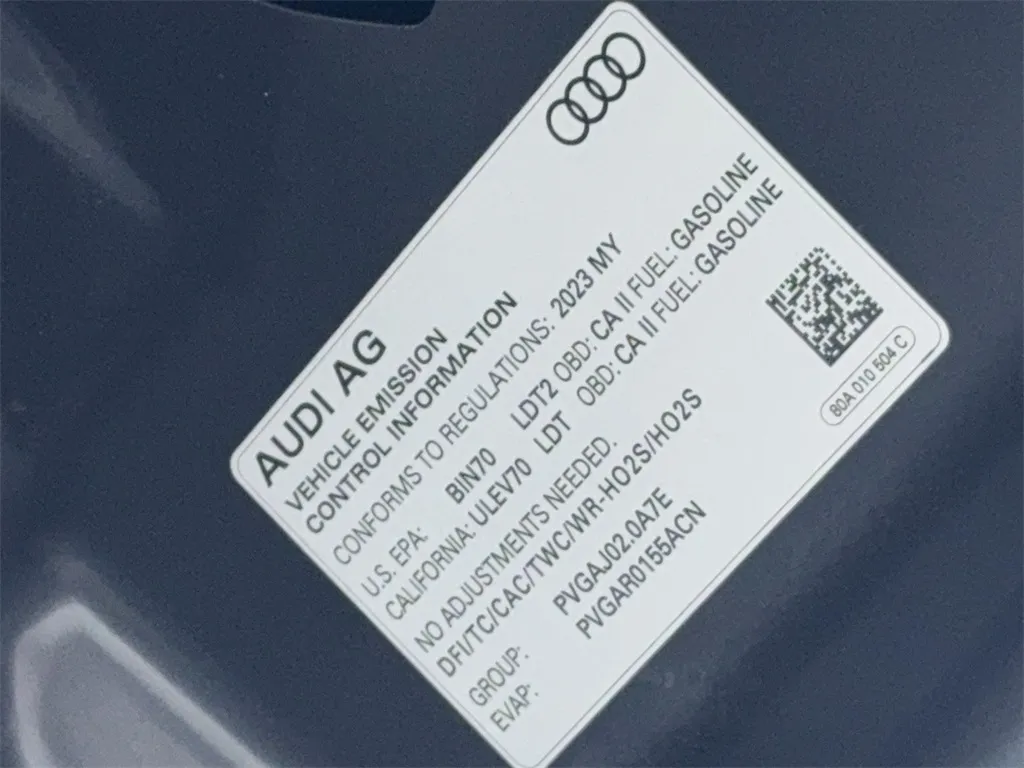 AUDI AG
VEHICLE EMISSION
CONTROL INFORMATION
CONFORMS TO REGULATIONS: 2023 MY
U.S. EPA: BIN70 LDT2 OBD: CA II FUEL: GASOLINE
CALIFORNIA: ULEV70 LDT OBD: CA II FUEL: GASOLINE
NO ADJUSTMENTS NEEDED.
DFI/TC/CAC/TWC/WR-HO2S/HO2S
GROUP: PVGAJ02.0A7E
EVAP: PVGAR0155ACN
80A 010 504 C